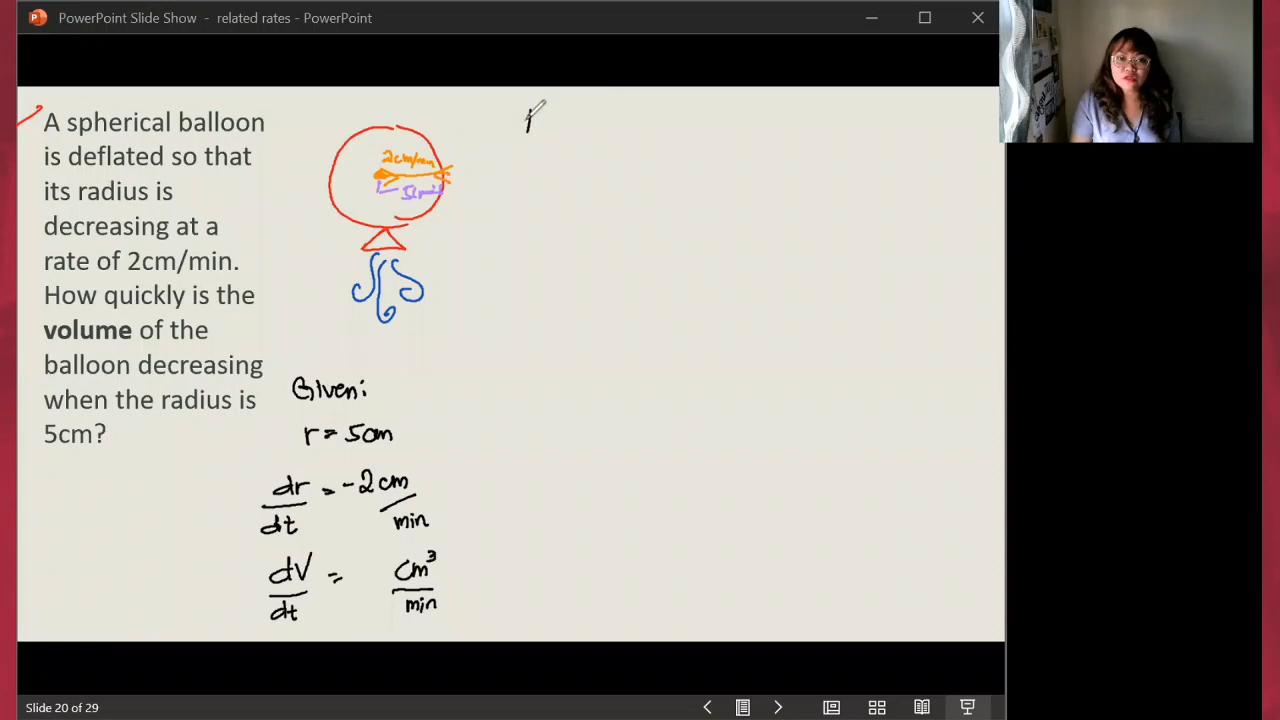 PowerPoint Slide Show - related rates - PowerPoint
A spherical balloon
is deflated so that
its radius is
decreasing at a
rate of 2cm/min.
How quickly is the
volume of the
balloon decreasing
when the radius is
5cm?
2cm/min
Given:
r = 5cm
dr/dt = -2cm/min
dV/dt = cm³/min
Slide 20 of 29